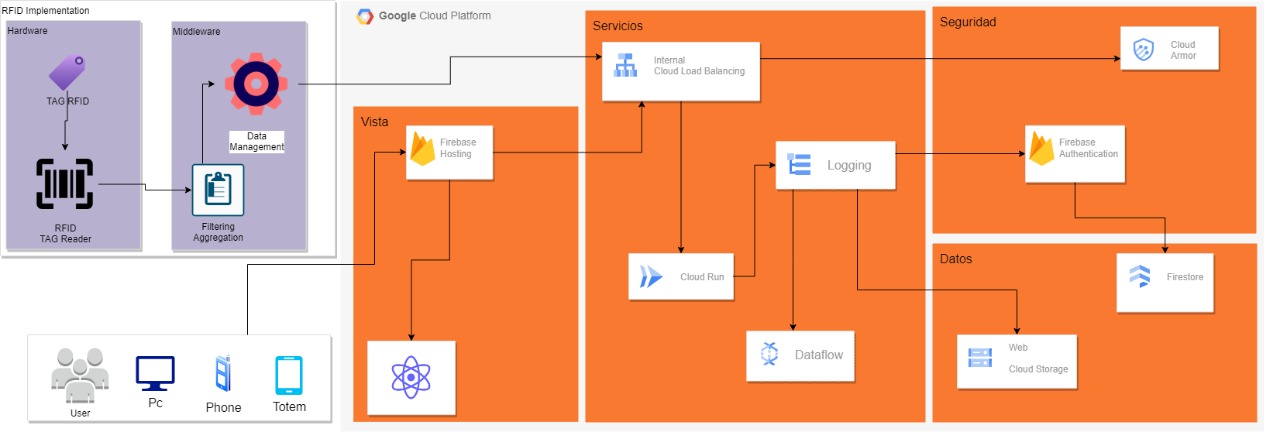 RFID Implementation
Hardware
TAG RFID
RFID
TAG Reader
Middleware
Data
Management
Filtering
Aggregation
User
Pc
Phone
Totem
Google Cloud Platform
Vista
Firebase
Hosting
Servicios
Internal
Cloud Load Balancing
Logging
Cloud Run
Dataflow
Seguridad
Cloud
Armor
Firebase
Authentication
Datos
Firestore
Web
Cloud Storage